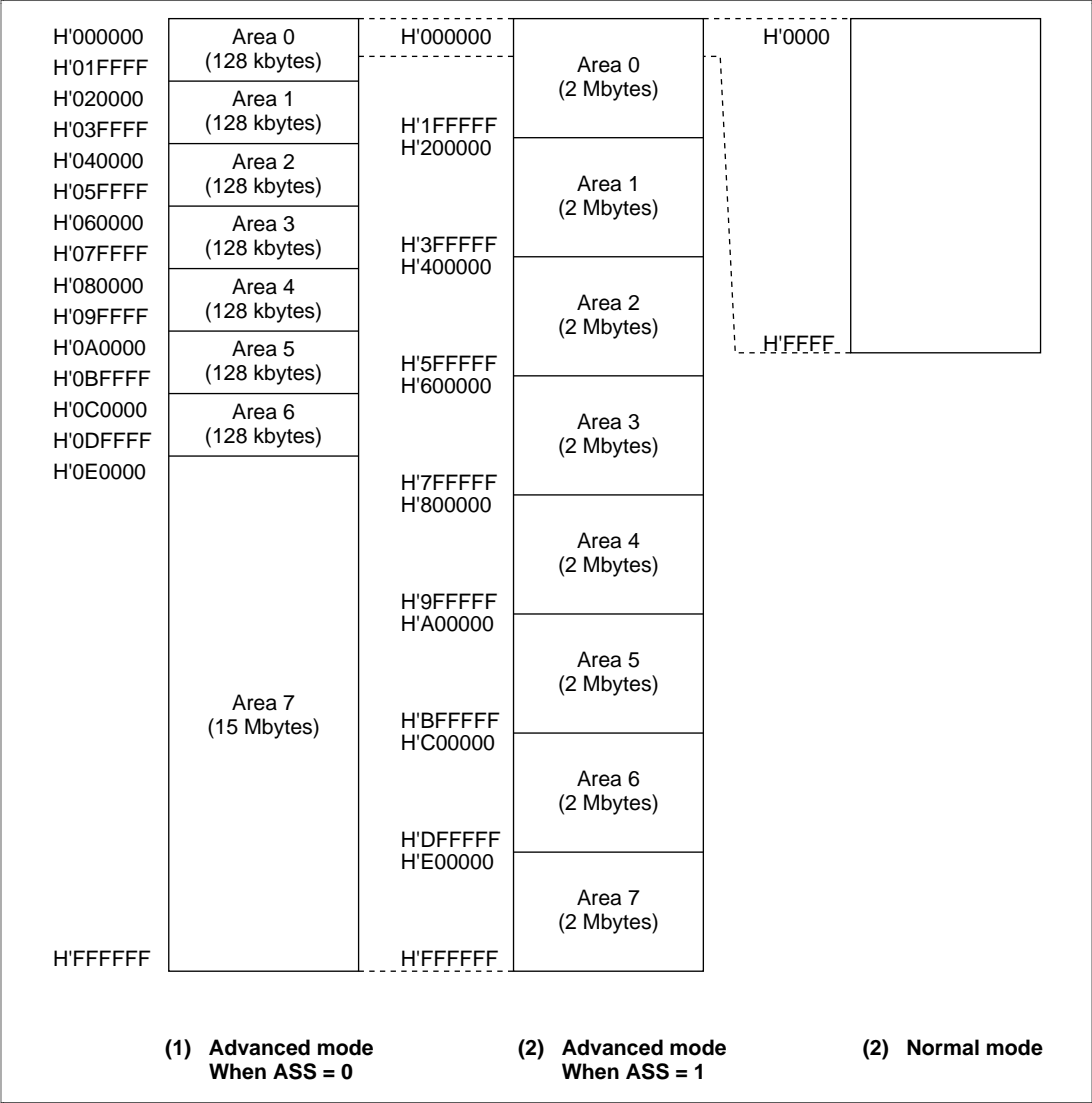 H'000000
H'01FFFF
H'020000
H'03FFFF
H'040000
H'05FFFF
H'060000
H'07FFFF
H'080000
H'09FFFF
H'0A0000
H'0BFFFF
H'0C0000
H'0DFFFF
H'0E0000
H'FFFFFF
Area 0
(128 kbytes)
Area 1
(128 kbytes)
Area 2
(128 kbytes)
Area 3
(128 kbytes)
Area 4
(128 kbytes)
Area 5
(128 kbytes)
Area 6
(128 kbytes)
Area 7
(15 Mbytes)
H'000000
H'1FFFFF
H'200000
H'3FFFFF
H'400000
H'5FFFFF
H'600000
H'7FFFFF
H'800000
H'9FFFFF
H'A00000
H'BFFFFF
H'C00000
H'DFFFFF
H'E00000
H'FFFFFF
Area 0
(2 Mbytes)
Area 1
(2 Mbytes)
Area 2
(2 Mbytes)
Area 3
(2 Mbytes)
Area 4
(2 Mbytes)
Area 5
(2 Mbytes)
Area 6
(2 Mbytes)
Area 7
(2 Mbytes)
H'0000
H'FFFF
(1) Advanced mode
When ASS = 0
(2) Advanced mode
When ASS = 1
(2) Normal mode